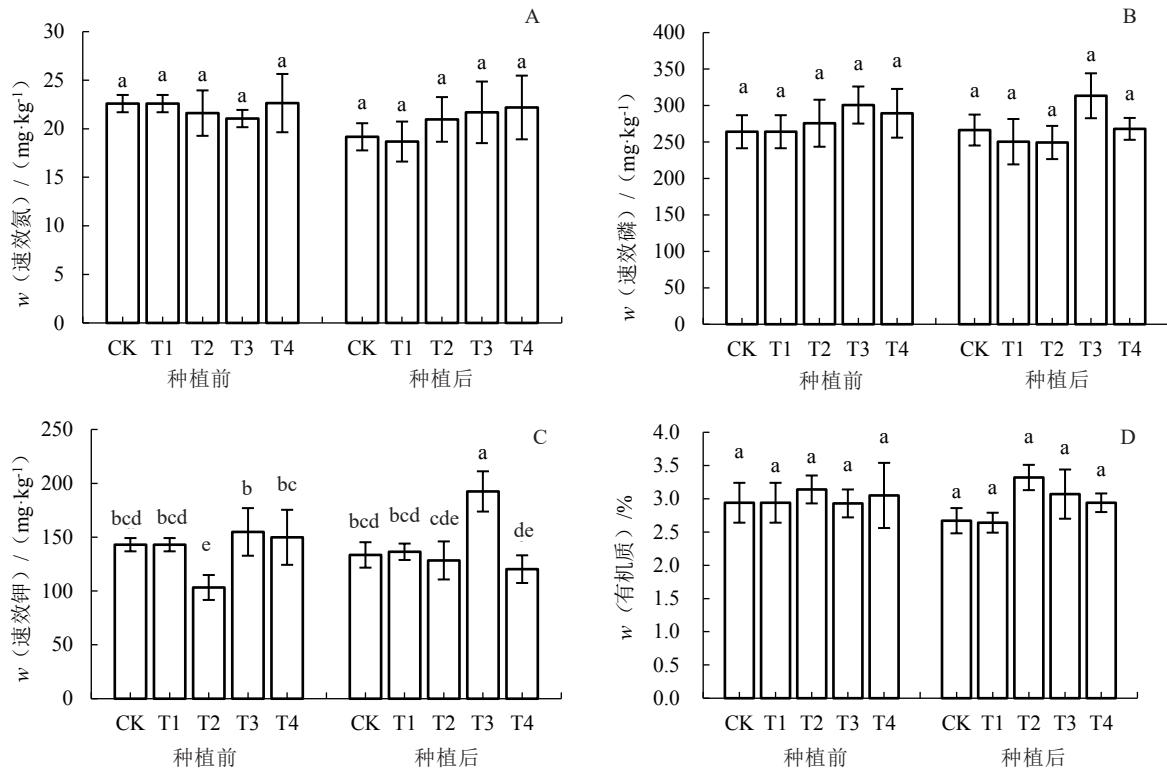 A
w（速效氮）/（mg·kg⁻¹）
30
25
20
15
10
5
0
a a a a a a a a a a
CK T1 T2 T3 T4 CK T1 T2 T3 T4
种植前 种植后
B
w（速效磷）/（mg·kg⁻¹）
400
350
300
250
200
150
100
50
0
a a a a a a a a a a
CK T1 T2 T3 T4 CK T1 T2 T3 T4
种植前 种植后
C
w（速效钾）/（mg·kg⁻¹）
250
200
150
100
50
0
bcd bcd e b bc bcd bcd cde a de
CK T1 T2 T3 T4 CK T1 T2 T3 T4
种植前 种植后
D
w（有机质）/%
4.0
3.5
3.0
2.5
2.0
1.5
1.0
0.5
0.0
a a a a a a a a a a
CK T1 T2 T3 T4 CK T1 T2 T3 T4
种植前 种植后